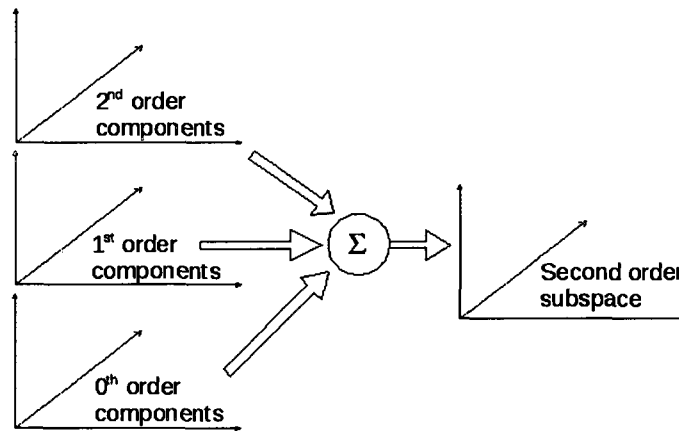 2nd order
components
1st order
components
Σ
Second order
subspace
0th order
components